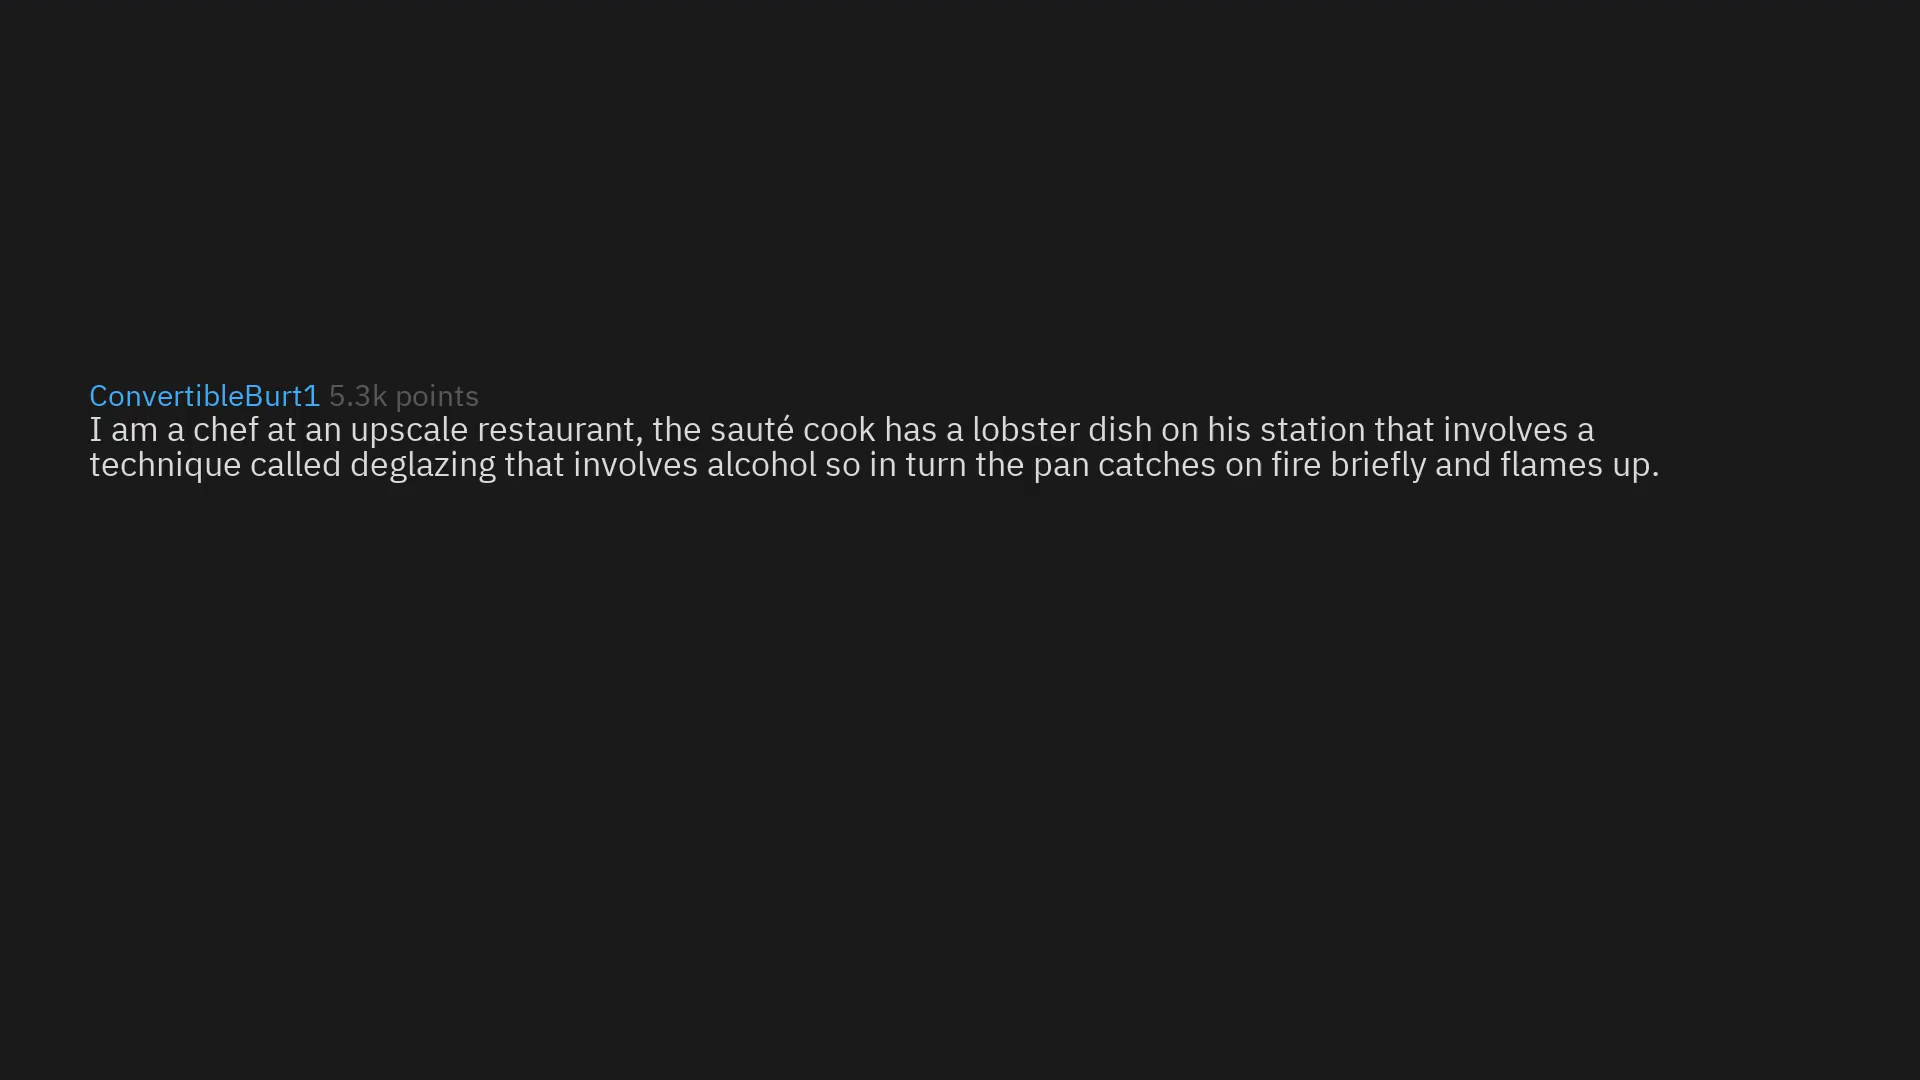 ConvertibleBurt1 5.3k points
I am a chef at an upscale restaurant, the sauté cook has a lobster dish on his station that involves a
technique called deglazing that involves alcohol so in turn the pan catches on fire briefly and flames up.